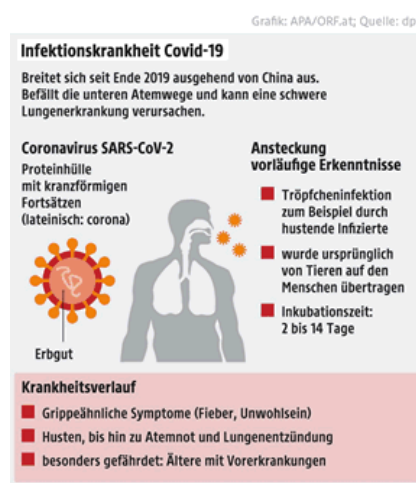 Grafik: APA/ORF.at; Quelle: dp
Infektionskrankheit Covid-19
Breitet sich seit Ende 2019 ausgehend von China aus.
Befällt die unteren Atemwege und kann eine schwere
Lungenerkrankung verursachen.
Coronavirus SARS-CoV-2
Proteinhülle
mit kranzförmigen
Fortsätzen
(lateinisch: corona)
Erbgut
Ansteckung
vorläufige Erkenntnisse
Tröpfcheninfektion
zum Beispiel durch
hustende Infizierte
wurde ursprünglich
von Tieren auf den
Menschen übertragen
Inkubationszeit:
2 bis 14 Tage
Krankheitsverlauf
Grippeähnliche Symptome (Fieber, Unwohlsein)
Husten, bis hin zu Atemnot und Lungenentzündung
besonders gefährdet: Ältere mit Vorerkrankungen